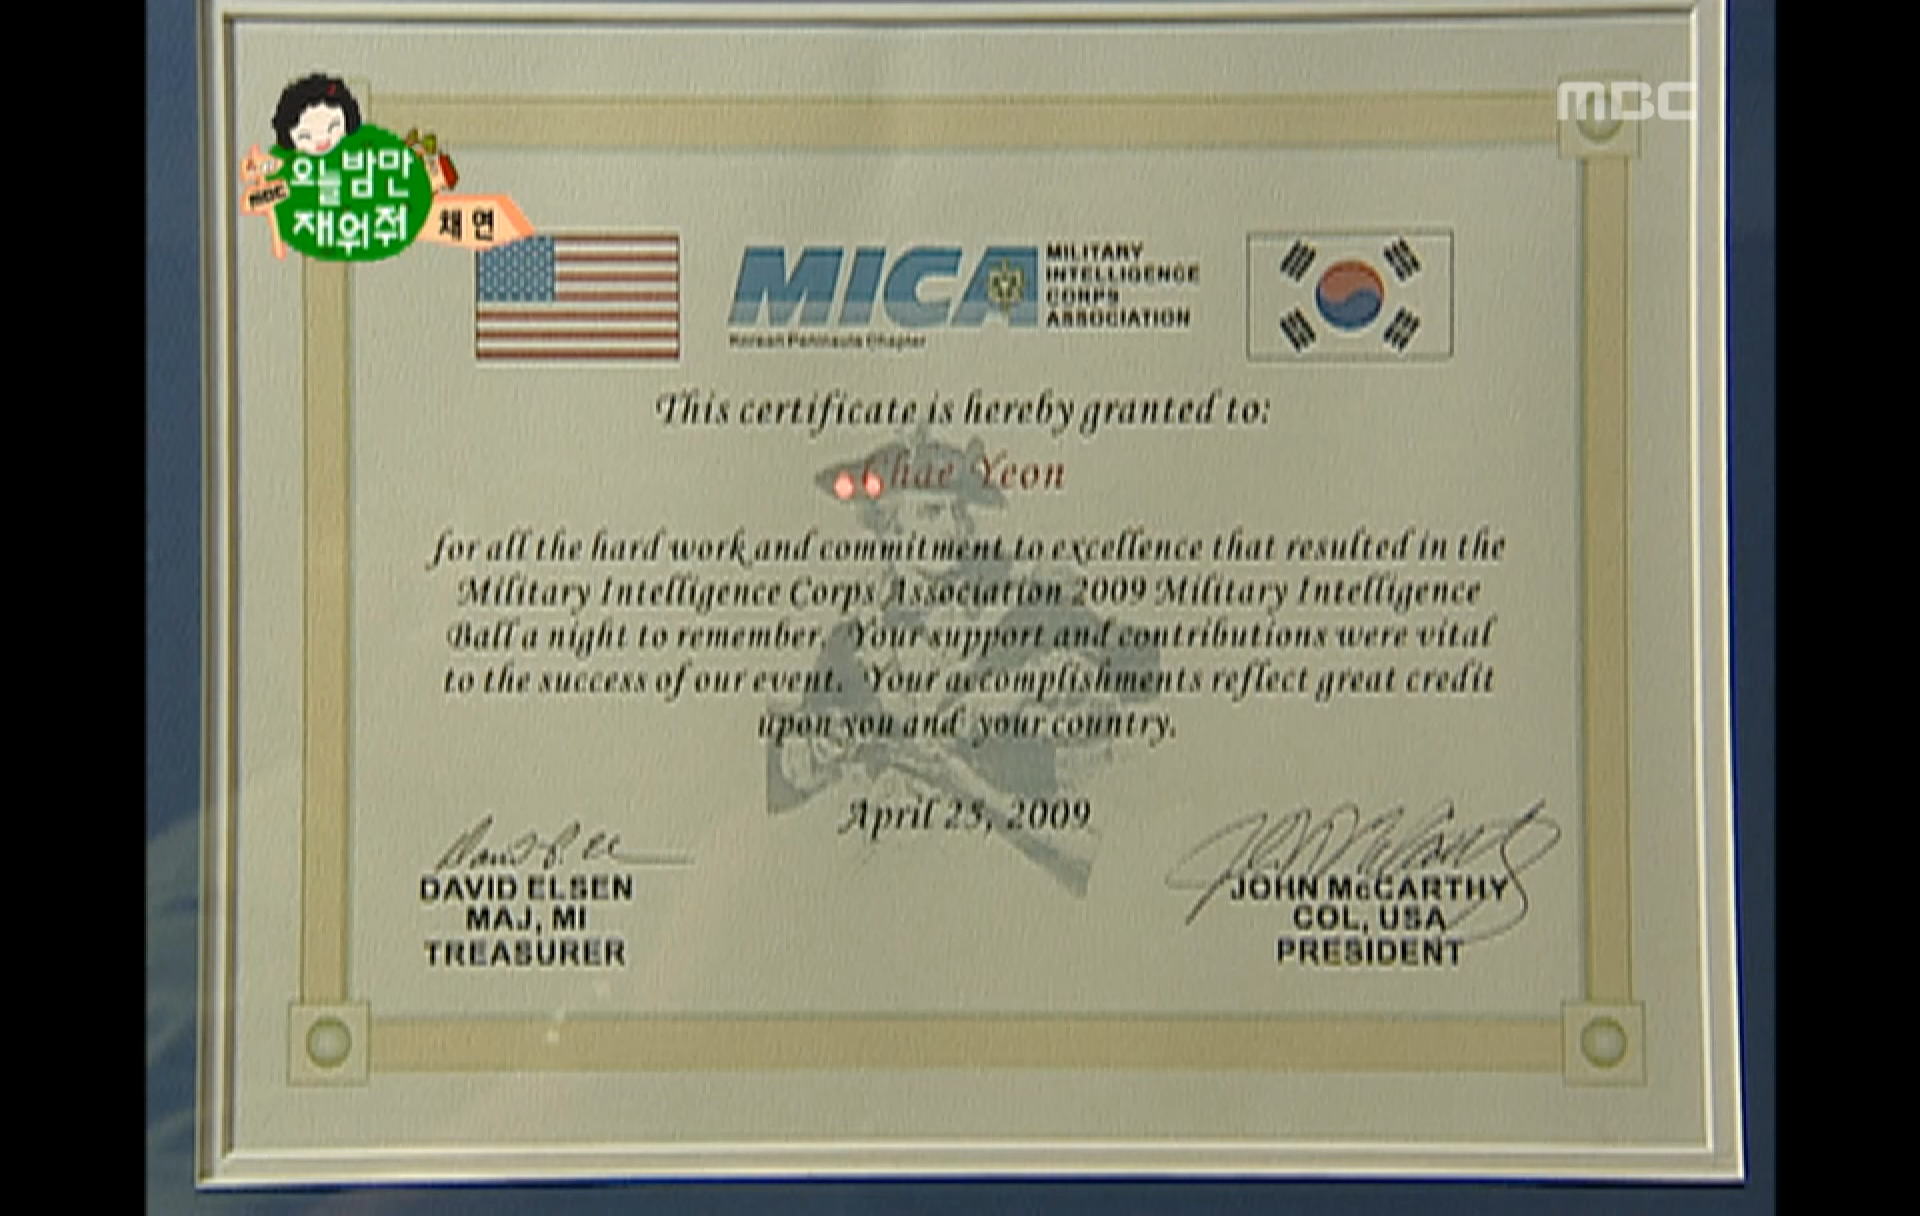 MBC
오늘밤만
재워줘
MBC
채연
MICA
MILITARY
INTELLIGENCE
CORPS
ASSOCIATION
Korean Peninsula Chapter
This certificate is hereby granted to:
Chae Yeon
for all the hard work and commitment to excellence that resulted in the
Military Intelligence Corps Association 2009 Military Intelligence
Ball a night to remember. Your support and contributions were vital
to the success of our event. Your accomplishments reflect great credit
upon you and your country.
April 25, 2009
DAVID ELSEN
MAJ, MI
TREASURER
JOHN McCARTHY
COL, USA
PRESIDENT